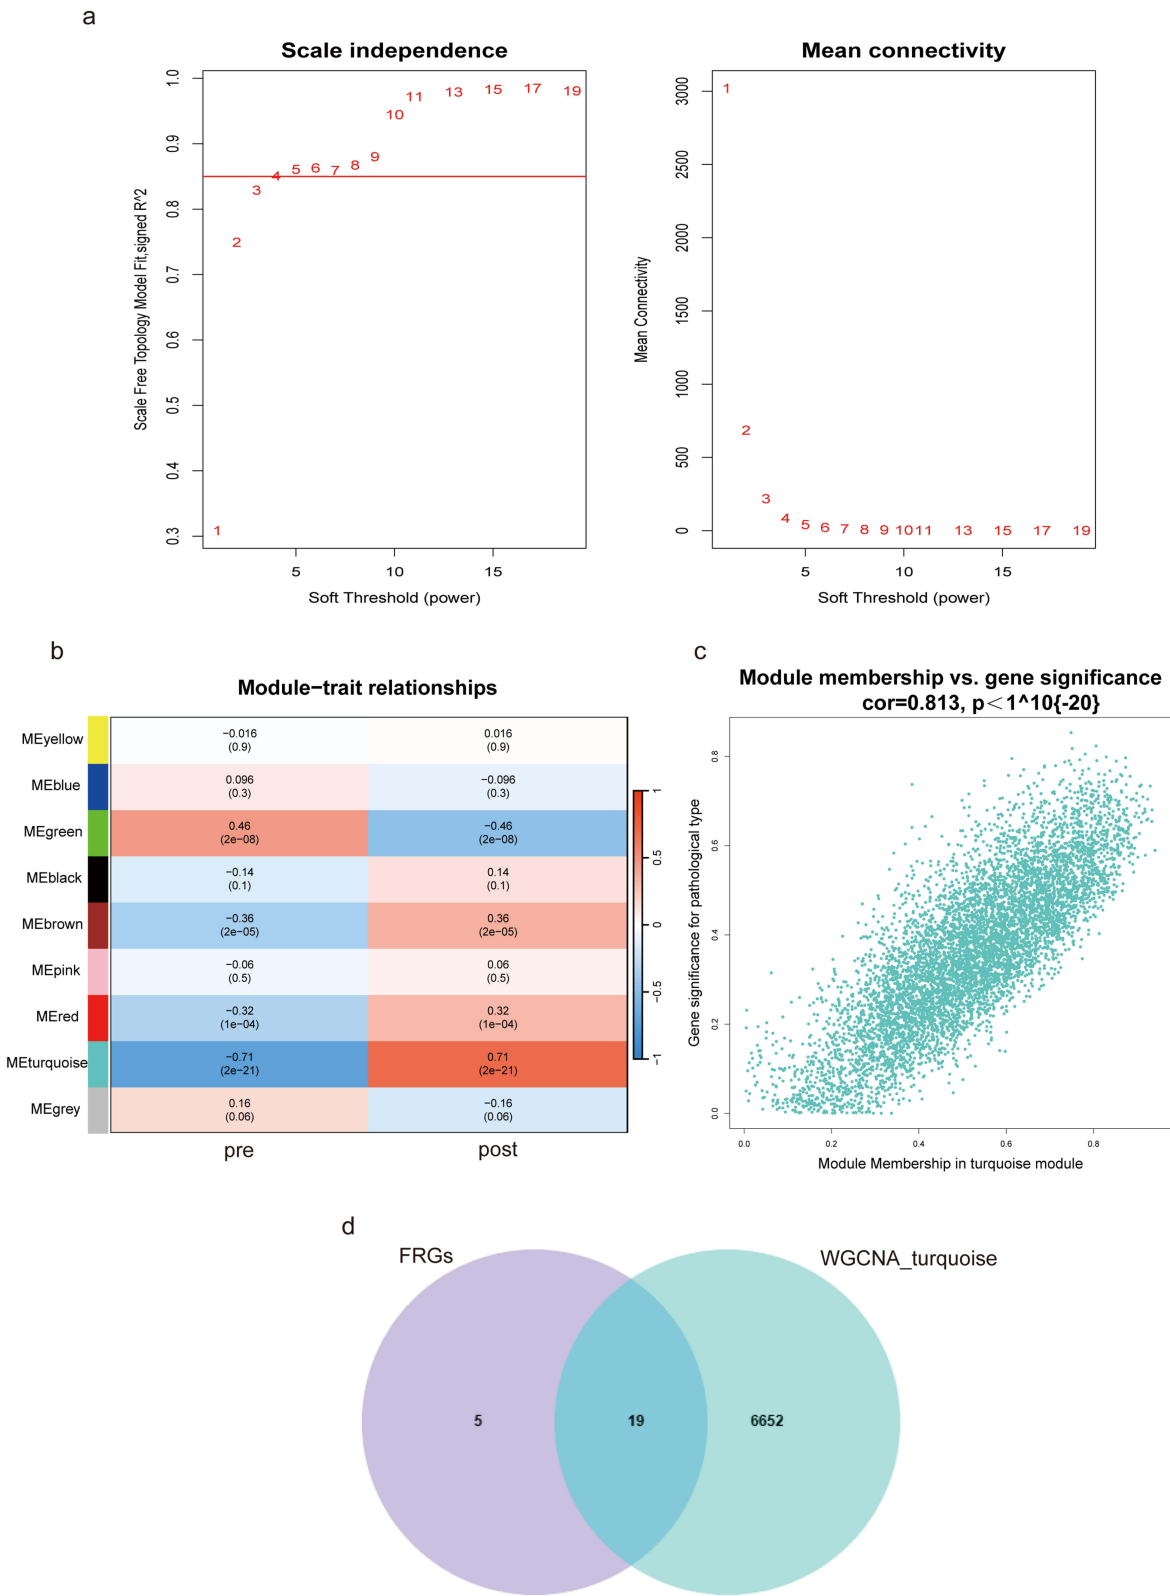 a
Scale independence
Scale Free Topology Model Fit,signed R^2
1.0
0.9
0.8
0.7
0.6
0.5
0.4
0.3
1
2
3
4
5
6
7
8
9
10
11
13
15
17
19
5
10
15
Soft Threshold (power)
Mean connectivity
Mean Connectivity
3000
2500
2000
1500
1000
500
0
1
2
3
4
5
6
7
8
9
10
11
13
15
17
19
5
10
15
Soft Threshold (power)
b
Module−trait relationships
MEyellow
−0.016
(0.9)
0.016
(0.9)
MEblue
0.096
(0.3)
−0.096
(0.3)
MEgreen
0.46
(2e−08)
−0.46
(2e−08)
MEblack
−0.14
(0.1)
0.14
(0.1)
MEbrown
−0.36
(2e−05)
0.36
(2e−05)
MEpink
−0.06
(0.5)
0.06
(0.5)
MEred
−0.32
(1e−04)
0.32
(1e−04)
MEturquoise
−0.71
(2e−21)
0.71
(2e−21)
MEgrey
0.16
(0.06)
−0.16
(0.06)
pre
post
1
0.5
0
−0.5
−1
c
Module membership vs. gene significance
cor=0.813, p<1^10{-20}
Gene significance for pathological type
0.8
0.6
0.4
0.2
0.0
0.0
0.2
0.4
0.6
0.8
Module Membership in turquoise module
d
FRGs
WGCNA_turquoise
5
19
6652